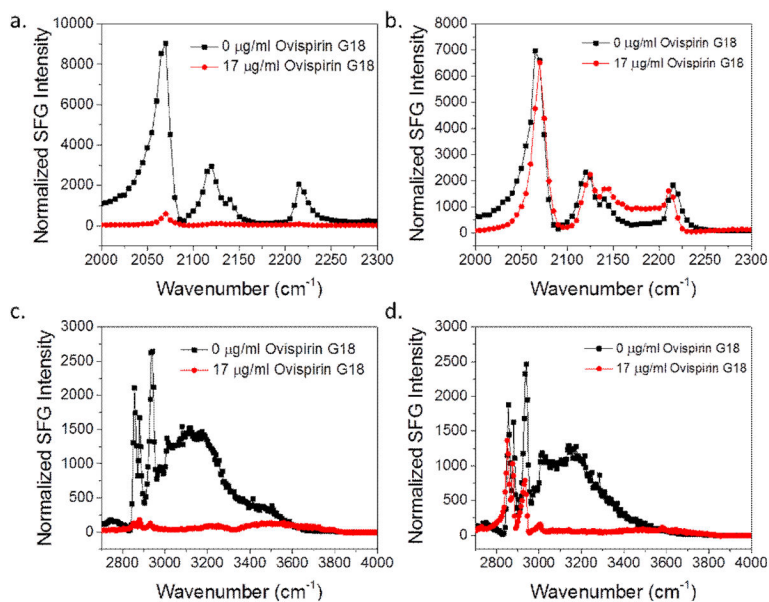 a.
Normalized SFG Intensity
10000
8000
6000
4000
2000
0
0 μg/ml Ovispirin G18
17 μg/ml Ovispirin G18
2000 2050 2100 2150 2200 2250 2300
Wavenumber (cm⁻¹)
b.
Normalized SFG Intensity
8000
7000
6000
5000
4000
3000
2000
1000
0
0 μg/ml Ovispirin G18
17 μg/ml Ovispirin G18
2000 2050 2100 2150 2200 2250 2300
Wavenumber (cm⁻¹)
c.
Normalized SFG Intensity
3000
2500
2000
1500
1000
500
0
0 μg/ml Ovispirin G18
17 μg/ml Ovispirin G18
2800 3000 3200 3400 3600 3800 4000
Wavenumber (cm⁻¹)
d.
Normalized SFG Intensity
3000
2500
2000
1500
1000
500
0
0 μg/ml Ovispirin G18
17 μg/ml Ovispirin G18
2800 3000 3200 3400 3600 3800 4000
Wavenumber (cm⁻¹)